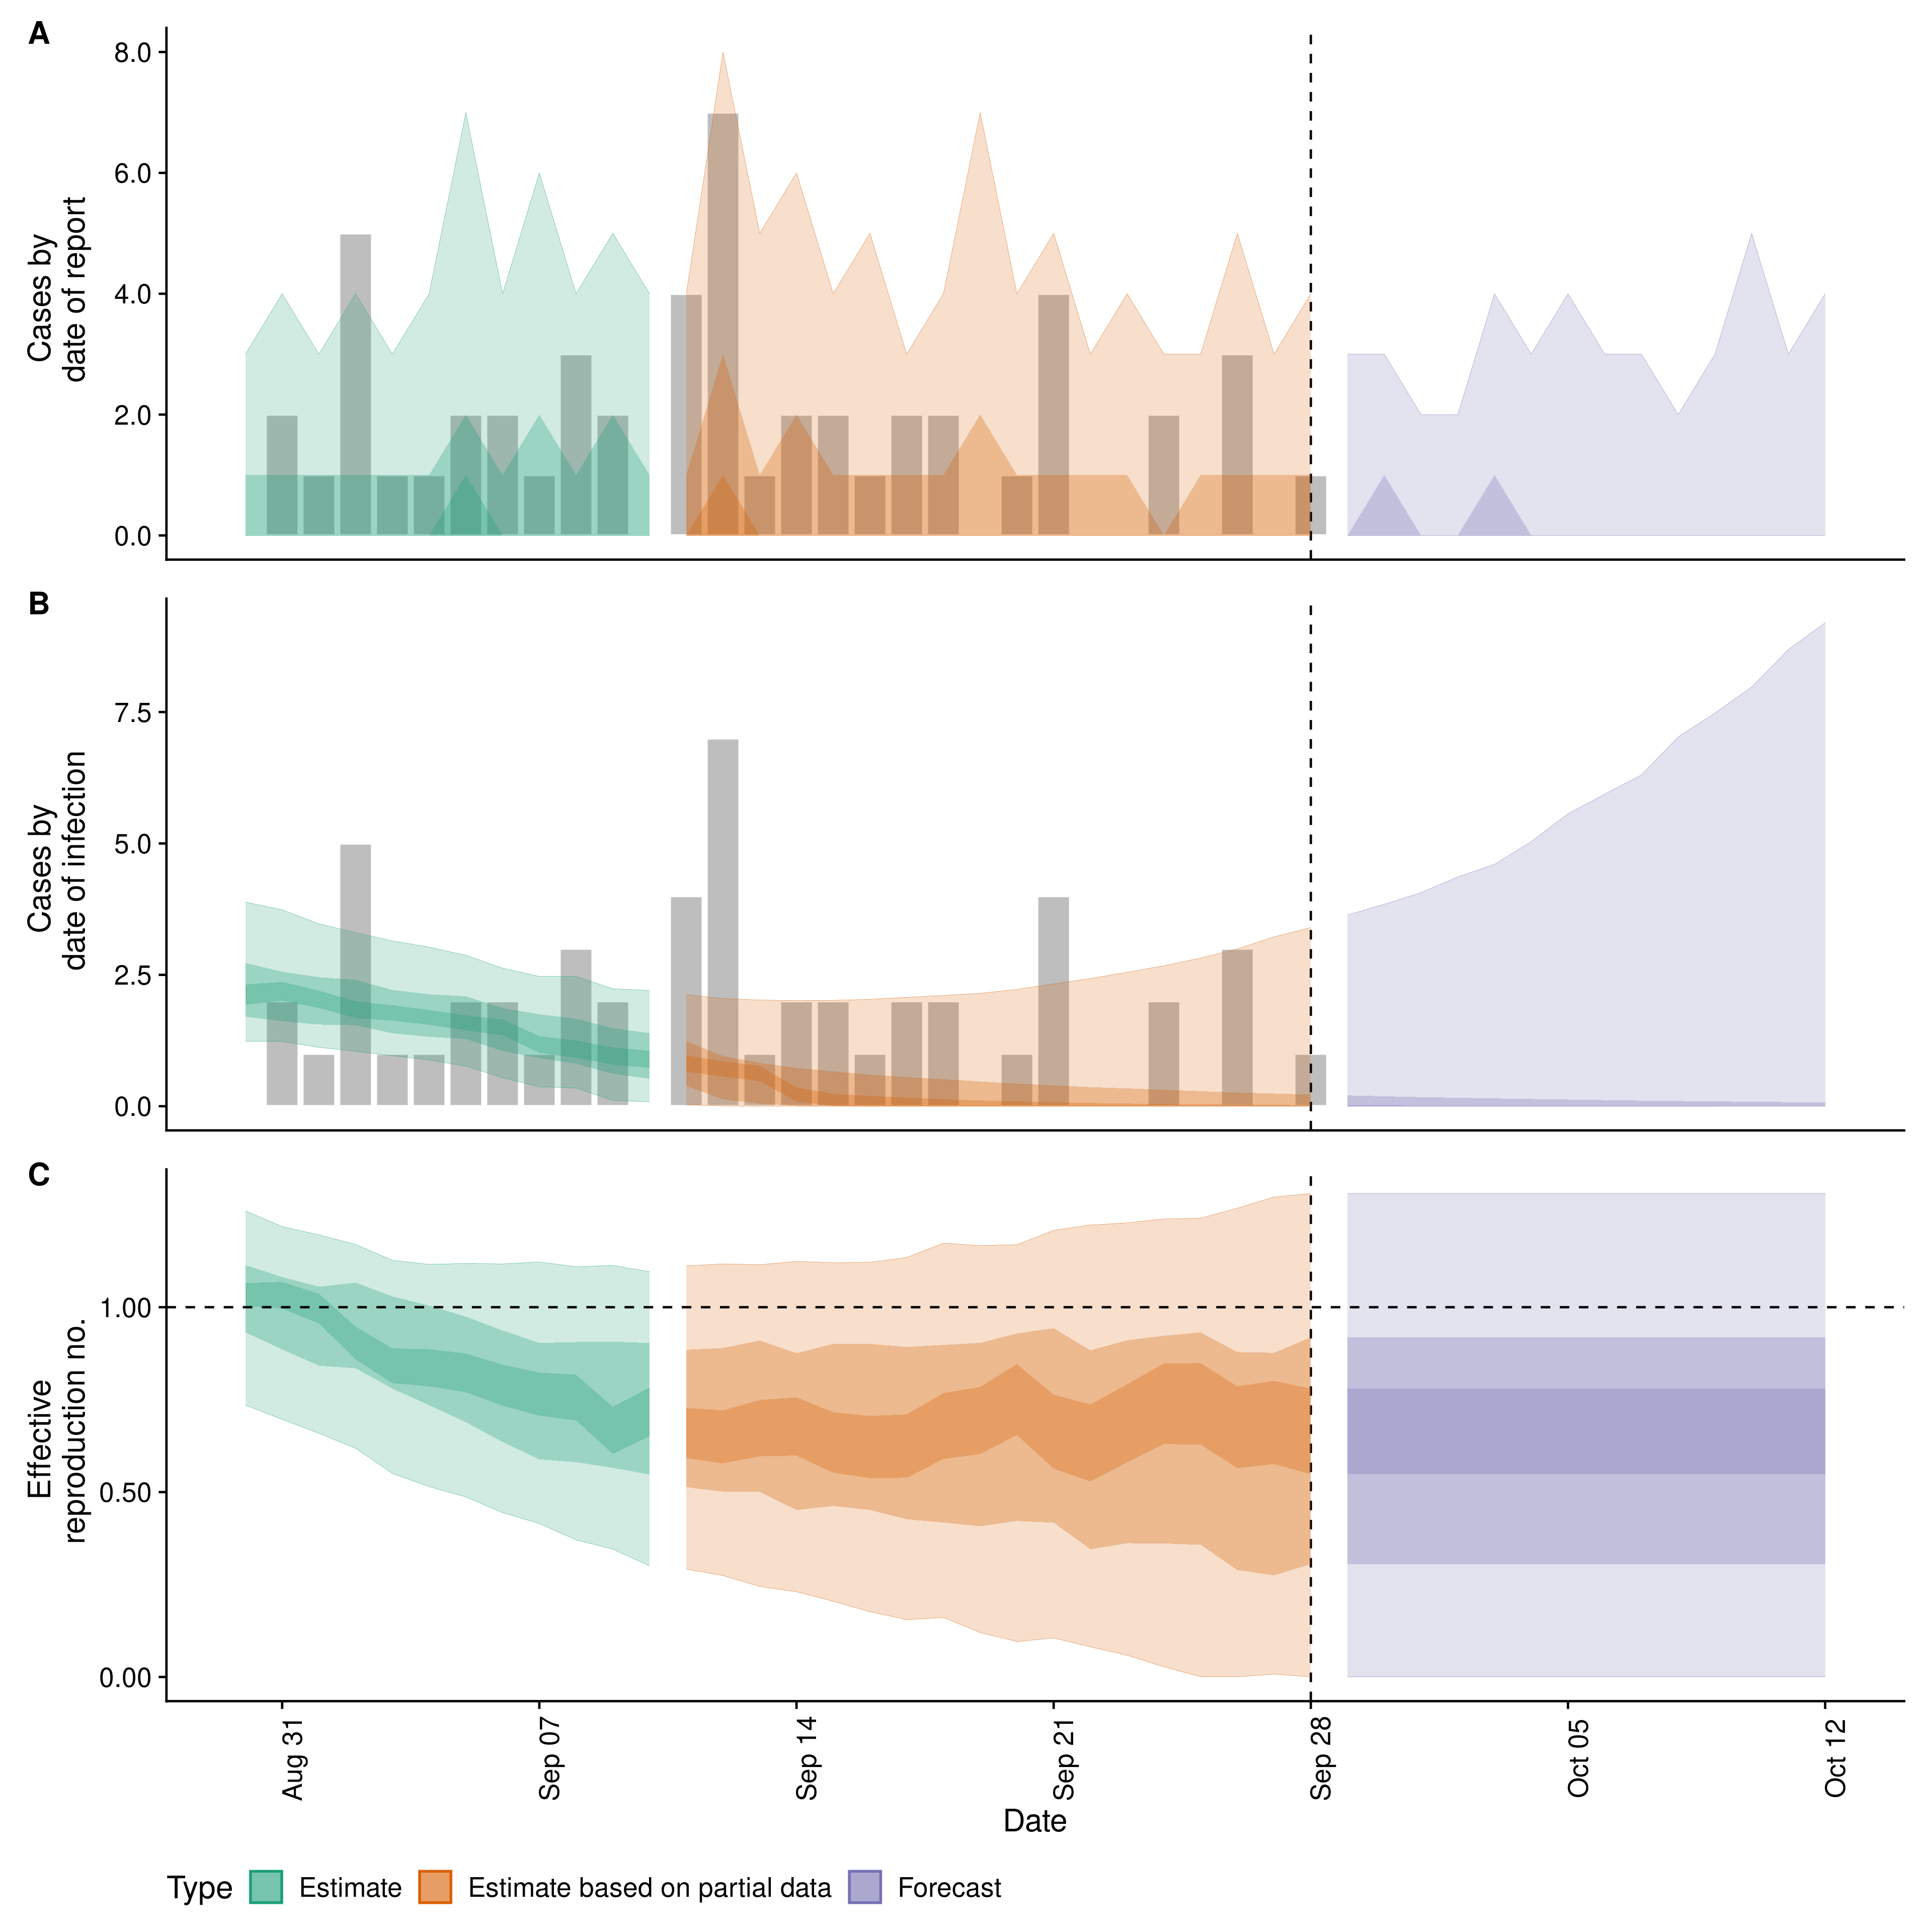 A
Cases by
date of report
8.0
6.0
4.0
2.0
0.0
B
Cases by
date of infection
7.5
5.0
2.5
0.0
C
Effective
reproduction no.
1.00
0.50
0.00
Aug 31
Sep 07
Sep 14
Sep 21
Sep 28
Oct 05
Oct 12
Date
Type Estimate Estimate based on partial data Forecast